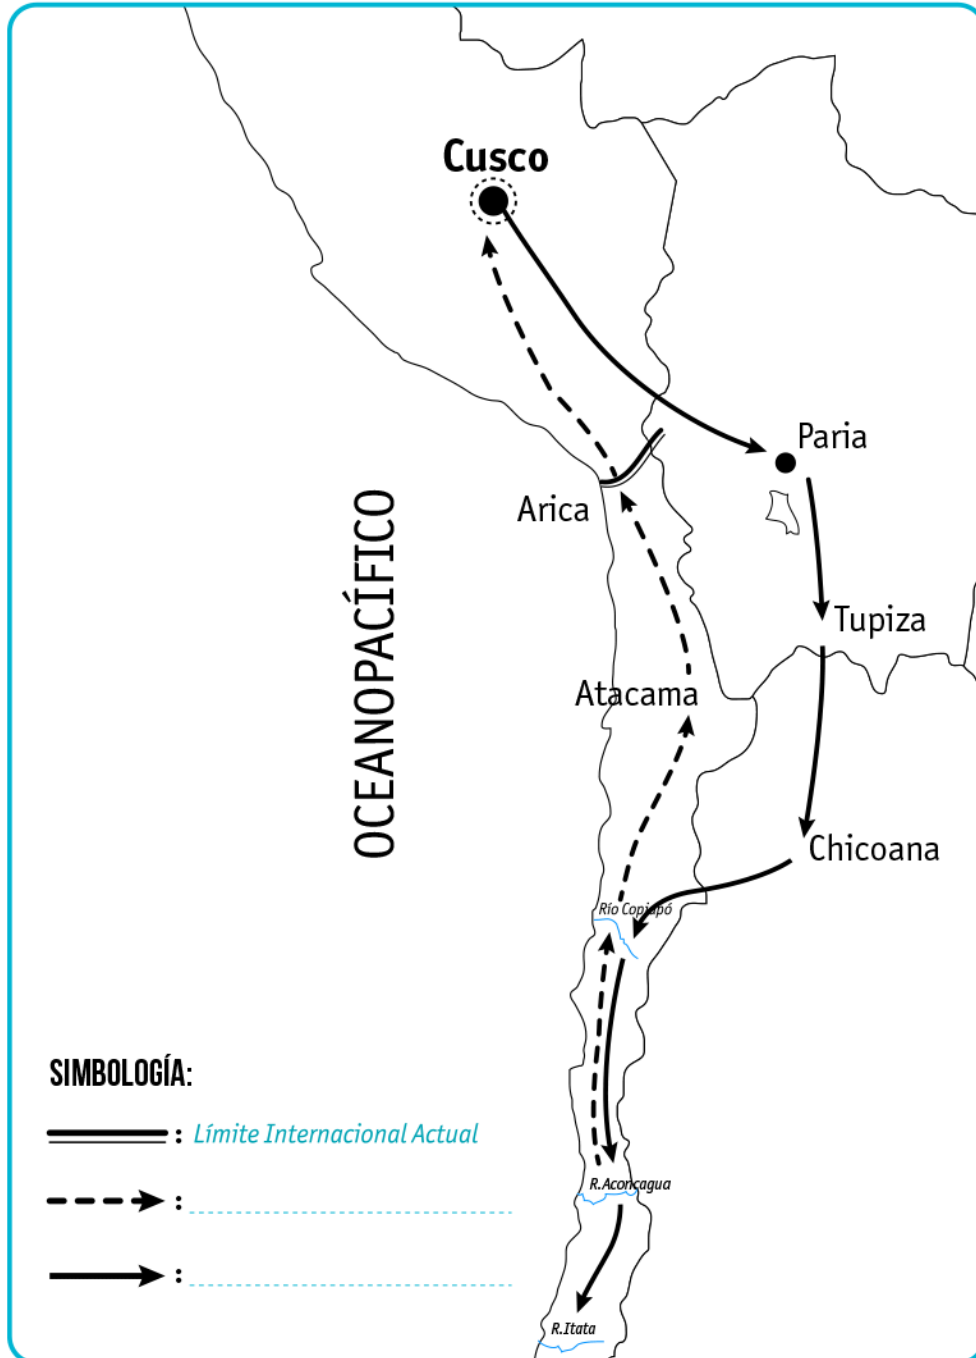 Cusco
Paria
Arica
OCEANOPACÍFICO
Tupiza
Atacama
Chicoana
Río Copiapó
SIMBOLOGÍA:
: Límite Internacional Actual
:
:
R.Aconcagua
R.Itata